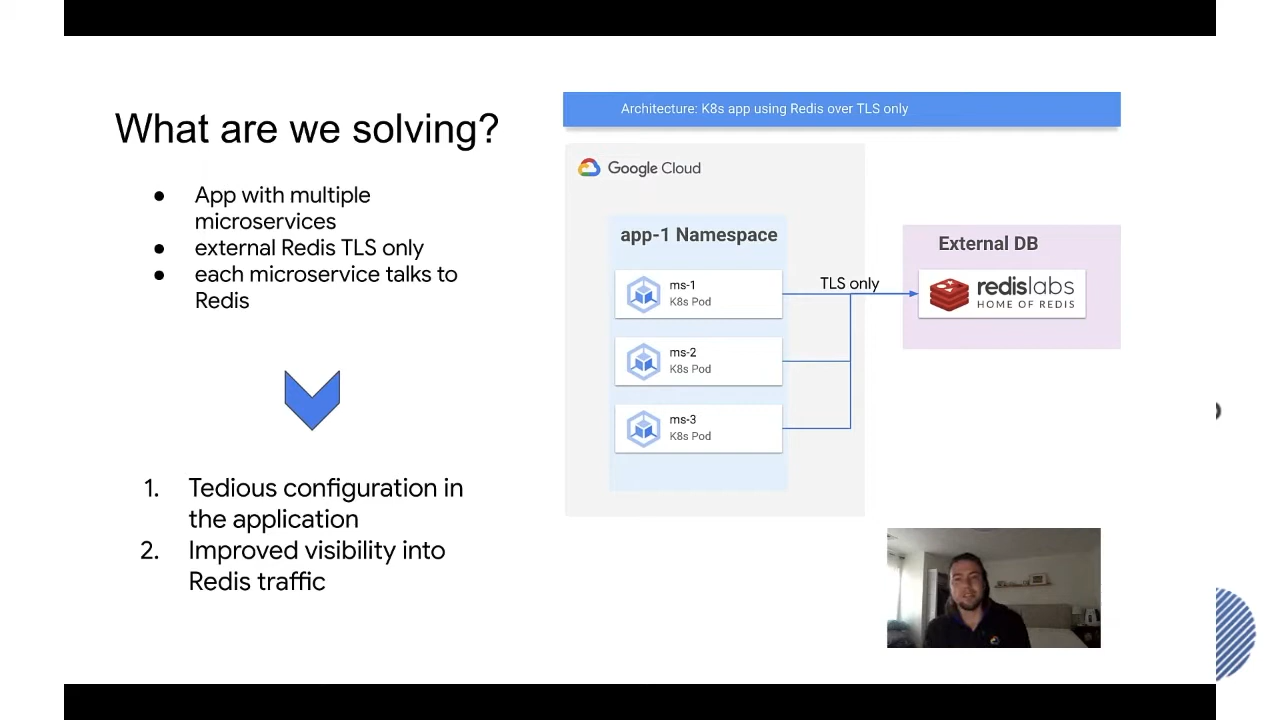 What are we solving?
App with multiple
microservices
external Redis TLS only
each microservice talks to
Redis
1. Tedious configuration in
the application
2. Improved visibility into
Redis traffic
Architecture: K8s app using Redis over TLS only
Google Cloud
app-1 Namespace
ms-1
K8s Pod
ms-2
K8s Pod
ms-3
K8s Pod
TLS only
External DB
redislabs
HOME OF REDIS